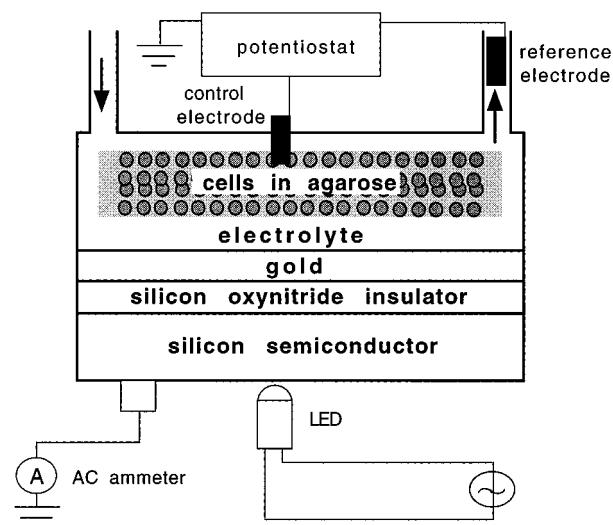 potentiostat
reference
electrode
control
electrode
cells in agarose
electrolyte
gold
silicon oxynitride insulator
silicon semiconductor
LED
A
AC ammeter